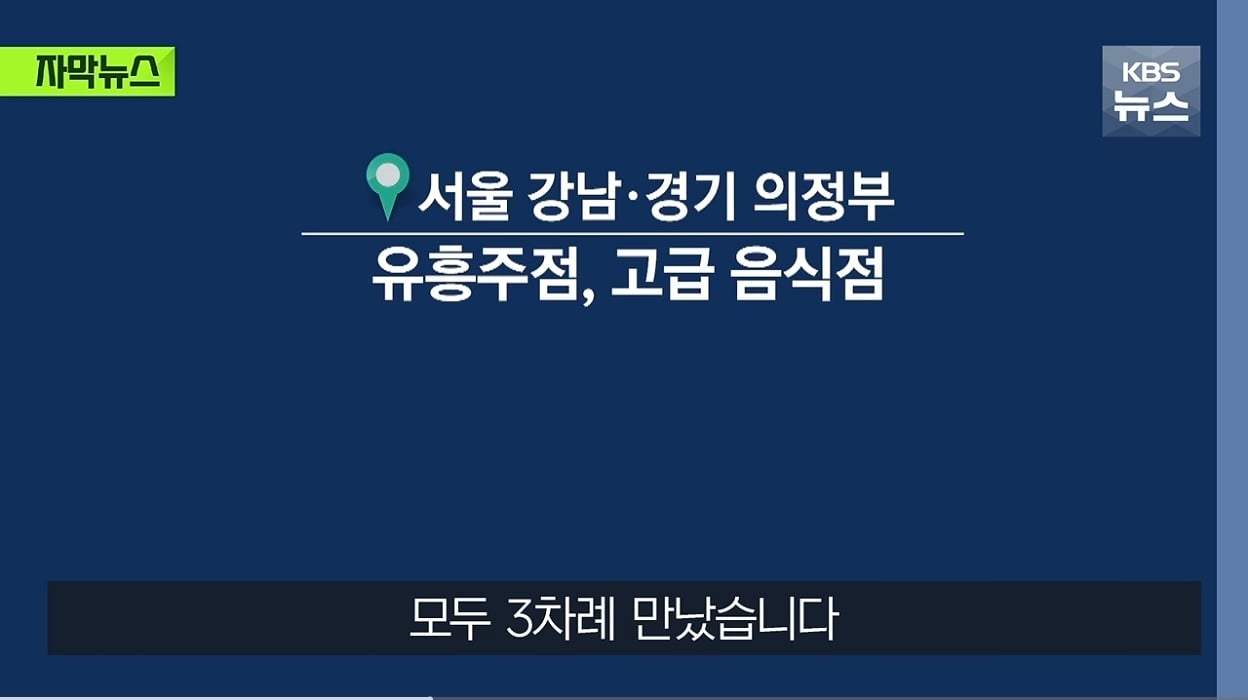 자막뉴스
KBS
뉴스
서울 강남·경기 의정부
유흥주점, 고급 음식점
모두 3차례 만났습니다